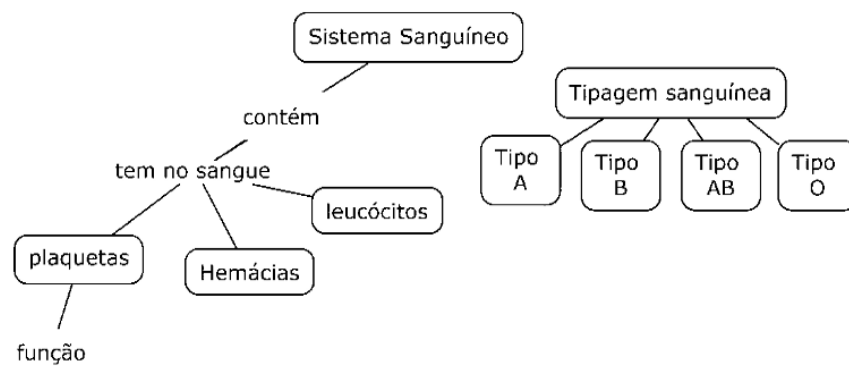 Sistema Sanguíneo
contém
tem no sangue
leucócitos
plaquetas
Hemácias
função
Tipagem sanguínea
Tipo
A
Tipo
B
Tipo
AB
Tipo
O